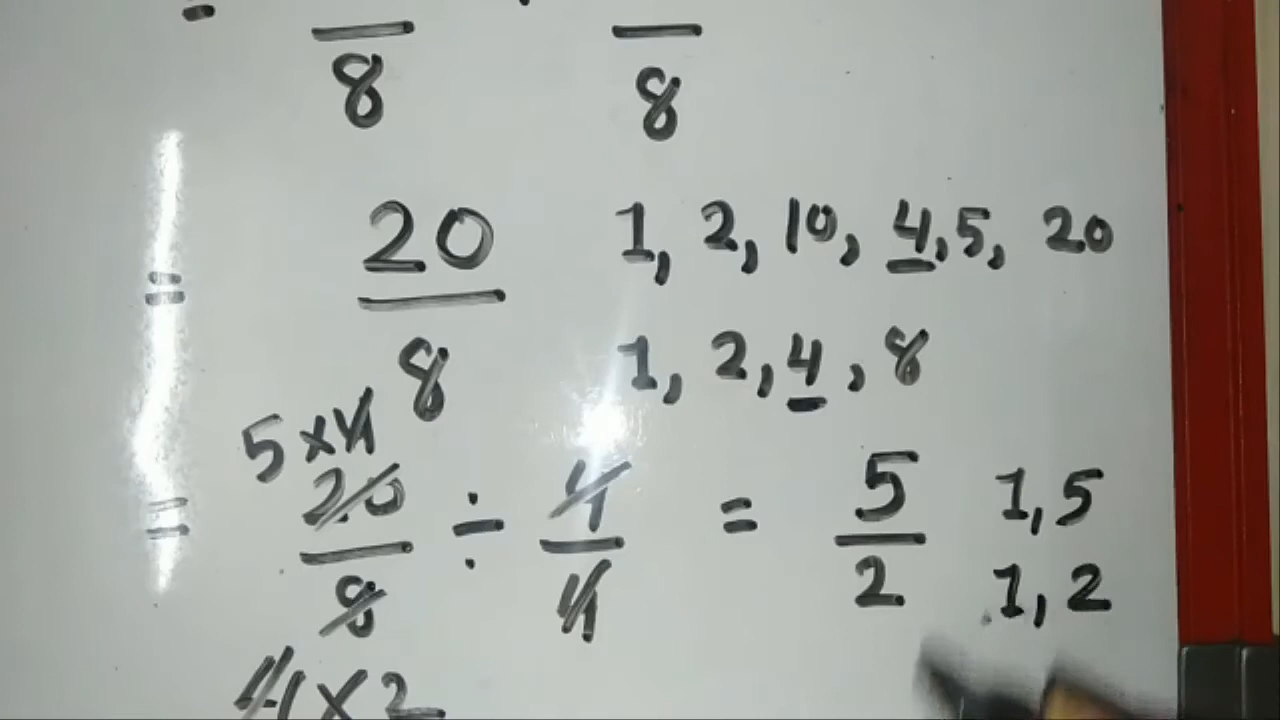 =
8 8
20
= 1, 2, 10, 4, 5, 20
8 1, 2, 4, 8
5 x 4
= 20 ÷ 4 = 5 1, 5
8 4 2 1, 2
4 x 2